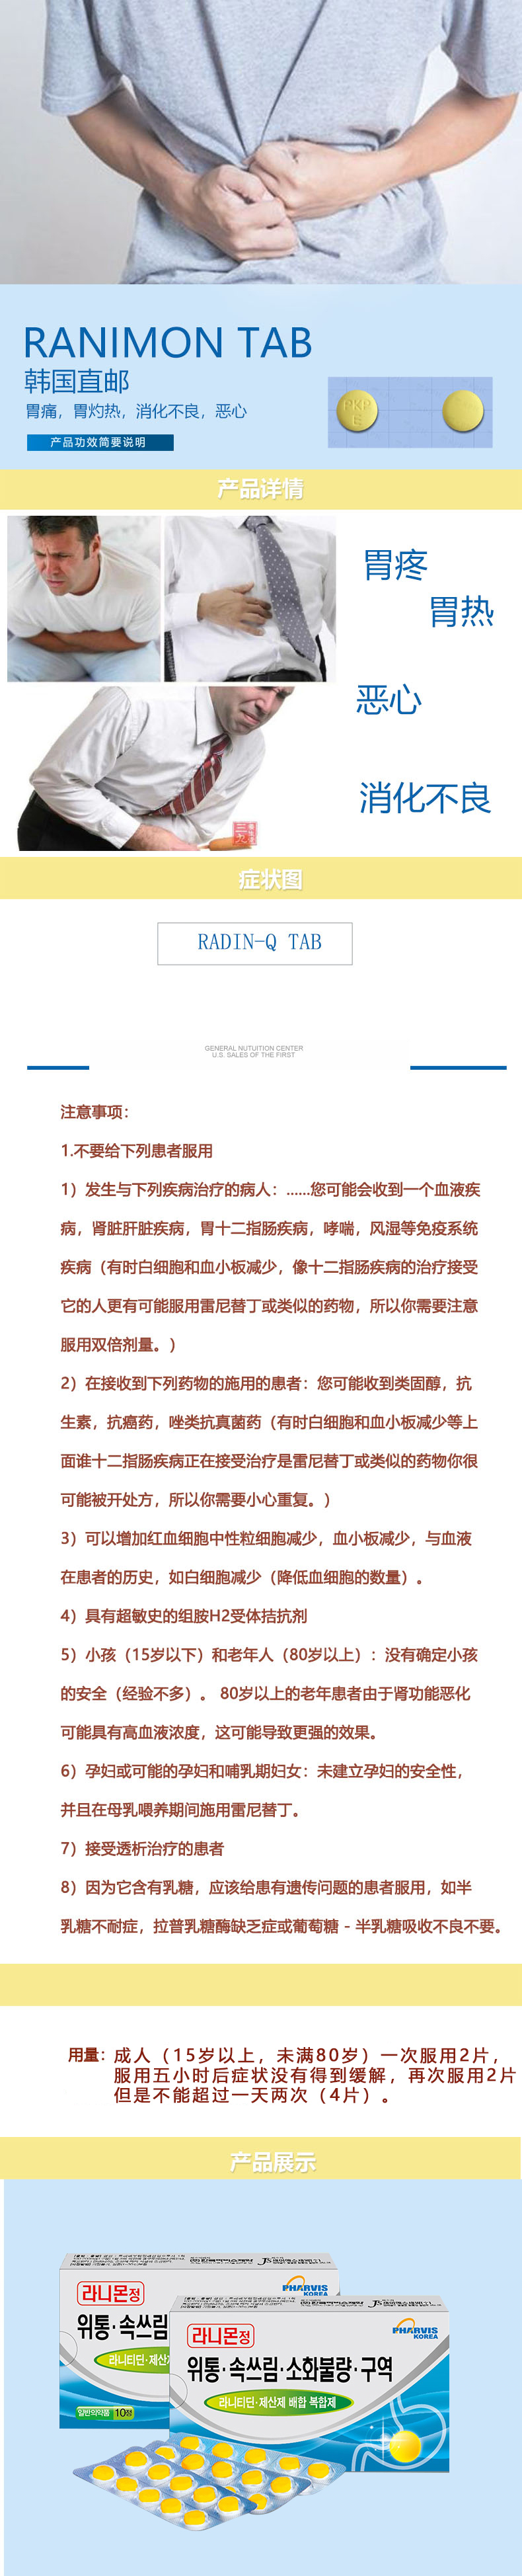 RANIMON TAB
韩国直邮
胃痛，胃灼热，消化不良，恶心
产品功效简要说明
PKP
E
产品详情
胃疼
胃热
恶心
消化不良
症状图
RADIN-Q TAB
GENERAL NUTUITION CENTER
U.S. SALES OF THE FIRST
注意事项：
1.不要给下列患者服用
1）发生与下列疾病治疗的病人：......您可能会收到一个血液疾
病，肾脏肝脏疾病，胃十二指肠疾病，哮喘，风湿等免疫系统
疾病（有时白细胞和血小板减少，像十二指肠疾病的治疗接受
它的人更有可能服用雷尼替丁或类似的药物，所以你需要注意
服用双倍剂量。）
2）在接收到下列药物的施用的患者：您可能收到类固醇，抗
生素，抗癌药，唑类抗真菌药（有时白细胞和血小板减少等上
面谁十二指肠疾病正在接受治疗是雷尼替丁或类似的药物你很
可能被开处方，所以你需要小心重复。）
3）可以增加红血细胞中性粒细胞减少，血小板减少，与血液
在患者的历史，如白细胞减少（降低血细胞的数量）。
4）具有超敏史的组胺H2受体拮抗剂
5）小孩（15岁以下）和老年人（80岁以上）：没有确定小孩
的安全（经验不多）。 80岁以上的老年患者由于肾功能恶化
可能具有高血液浓度，这可能导致更强的效果。
6）孕妇或可能的孕妇和哺乳期妇女：未建立孕妇的安全性，
并且在母乳喂养期间施用雷尼替丁。
7）接受透析治疗的患者
8）因为它含有乳糖，应该给患有遗传问题的患者服用，如半
乳糖不耐症，拉普乳糖酶缺乏症或葡萄糖 - 半乳糖吸收不良不要。
用量：成人（15岁以上，未满80岁）一次服用2片，
服用五小时后症状没有得到缓解，再次服用2片
但是不能超过一天两次（4片）。
产品展示
라니몬정
PHARVIS
KOREA
위통·속쓰림
라니티딘·제산제
일반의약품 10정
라니몬정
PHARVIS
KOREA
위통·속쓰림·소화불량·구역
라니티딘·제산제 배합 복합제